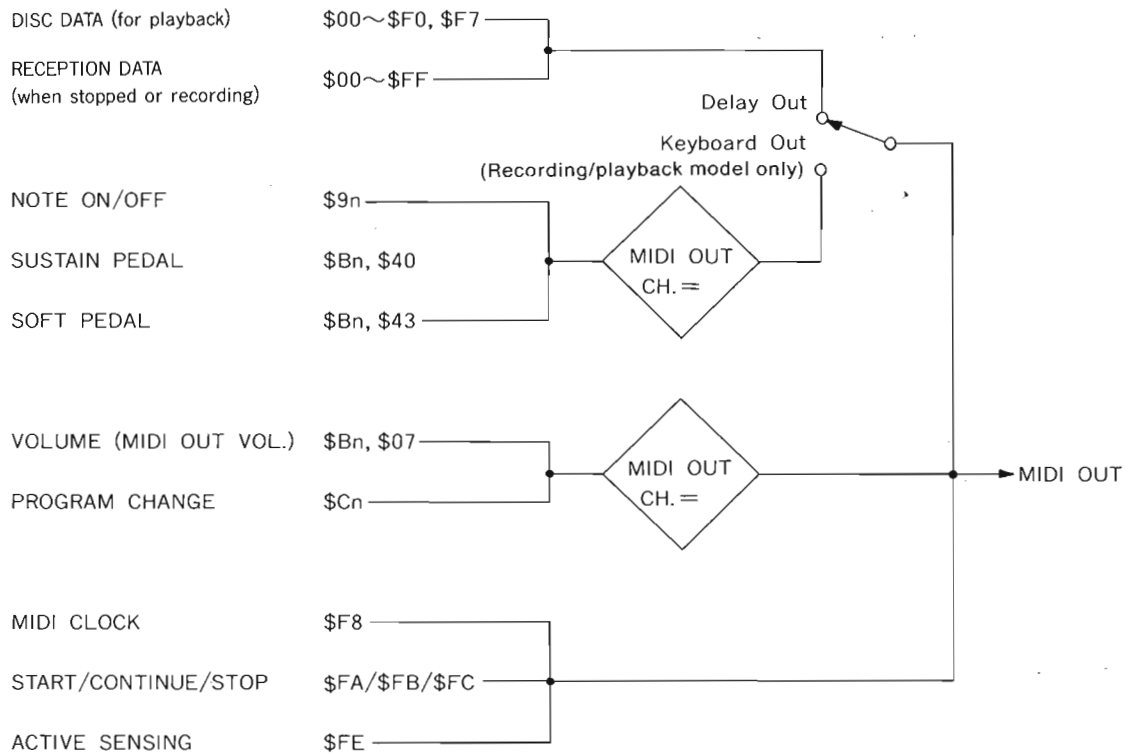 DISC DATA (for playback) $00～$F0, $F7
RECEPTION DATA
(when stopped or recording) $00～$FF
Delay Out
Keyboard Out
(Recording/playback model only)
NOTE ON/OFF $9n
SUSTAIN PEDAL $Bn, $40
SOFT PEDAL $Bn, $43
MIDI OUT
CH.=
VOLUME (MIDI OUT VOL.) $Bn, $07
PROGRAM CHANGE $Cn
MIDI OUT
CH.=
MIDI OUT
MIDI CLOCK $F8
START/CONTINUE/STOP $FA/$FB/$FC
ACTIVE SENSING $FE